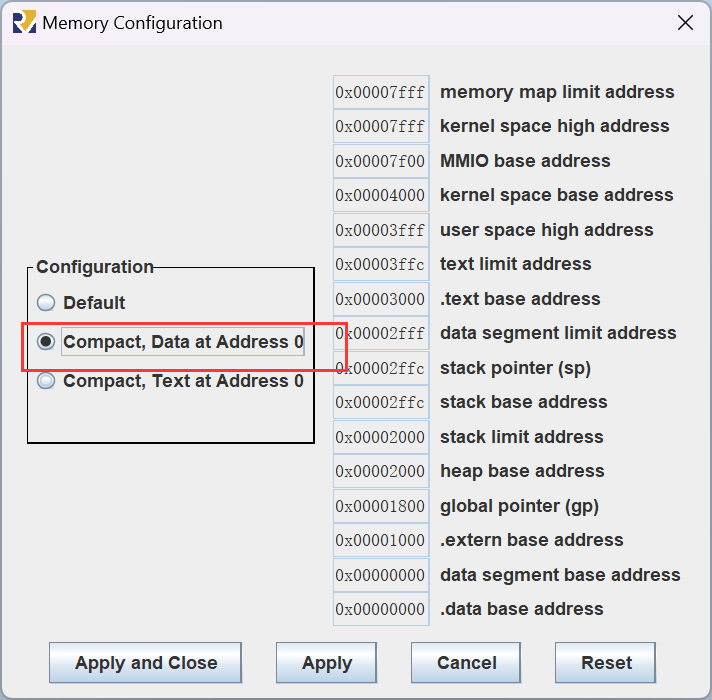 Memory Configuration
0x00007fff memory map limit address
0x00007fff kernel space high address
0x00007f00 MMIO base address
0x00004000 kernel space base address
0x00003fff user space high address
0x00003ffc text limit address
0x00003000 .text base address
0x00002fff data segment limit address
0x00002ffc stack pointer (sp)
0x00002ffc stack base address
0x00002000 stack limit address
0x00002000 heap base address
0x00001800 global pointer (gp)
0x00001000 .extern base address
0x00000000 data segment base address
0x00000000 .data base address
Configuration
Default
Compact, Data at Address 0
Compact, Text at Address 0
Apply and Close
Apply
Cancel
Reset